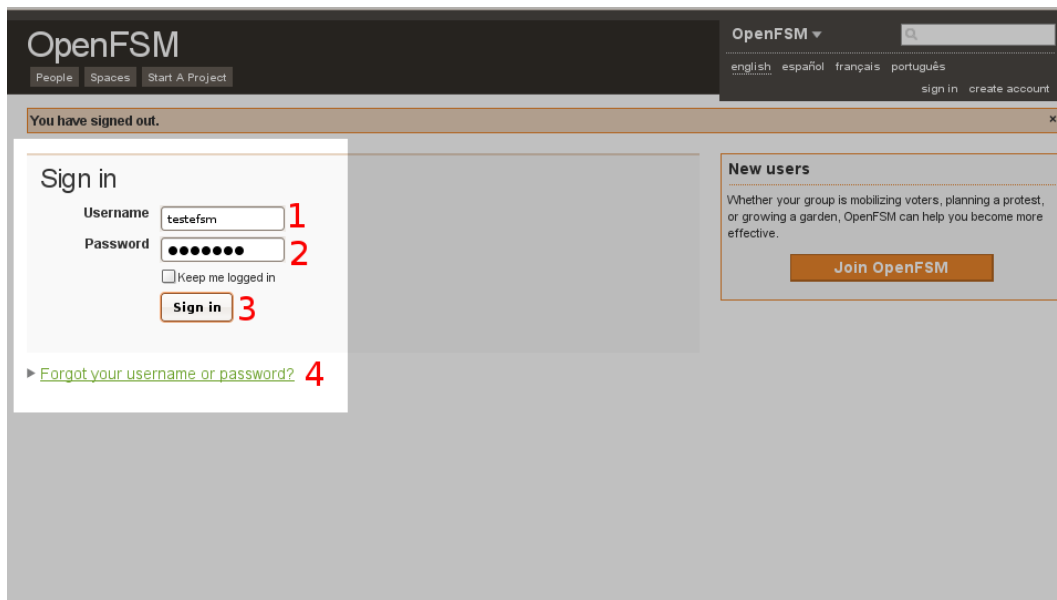 OpenFSM
People Spaces Start A Project
OpenFSM
english español français português
sign in create account
You have signed out. ×
Sign in
Username testefsm 1
Password 2
Keep me logged in
Sign in 3
Forgot your username or password? 4
New users
Whether your group is mobilizing voters, planning a protest,
or growing a garden, OpenFSM can help you become more
effective.
Join OpenFSM